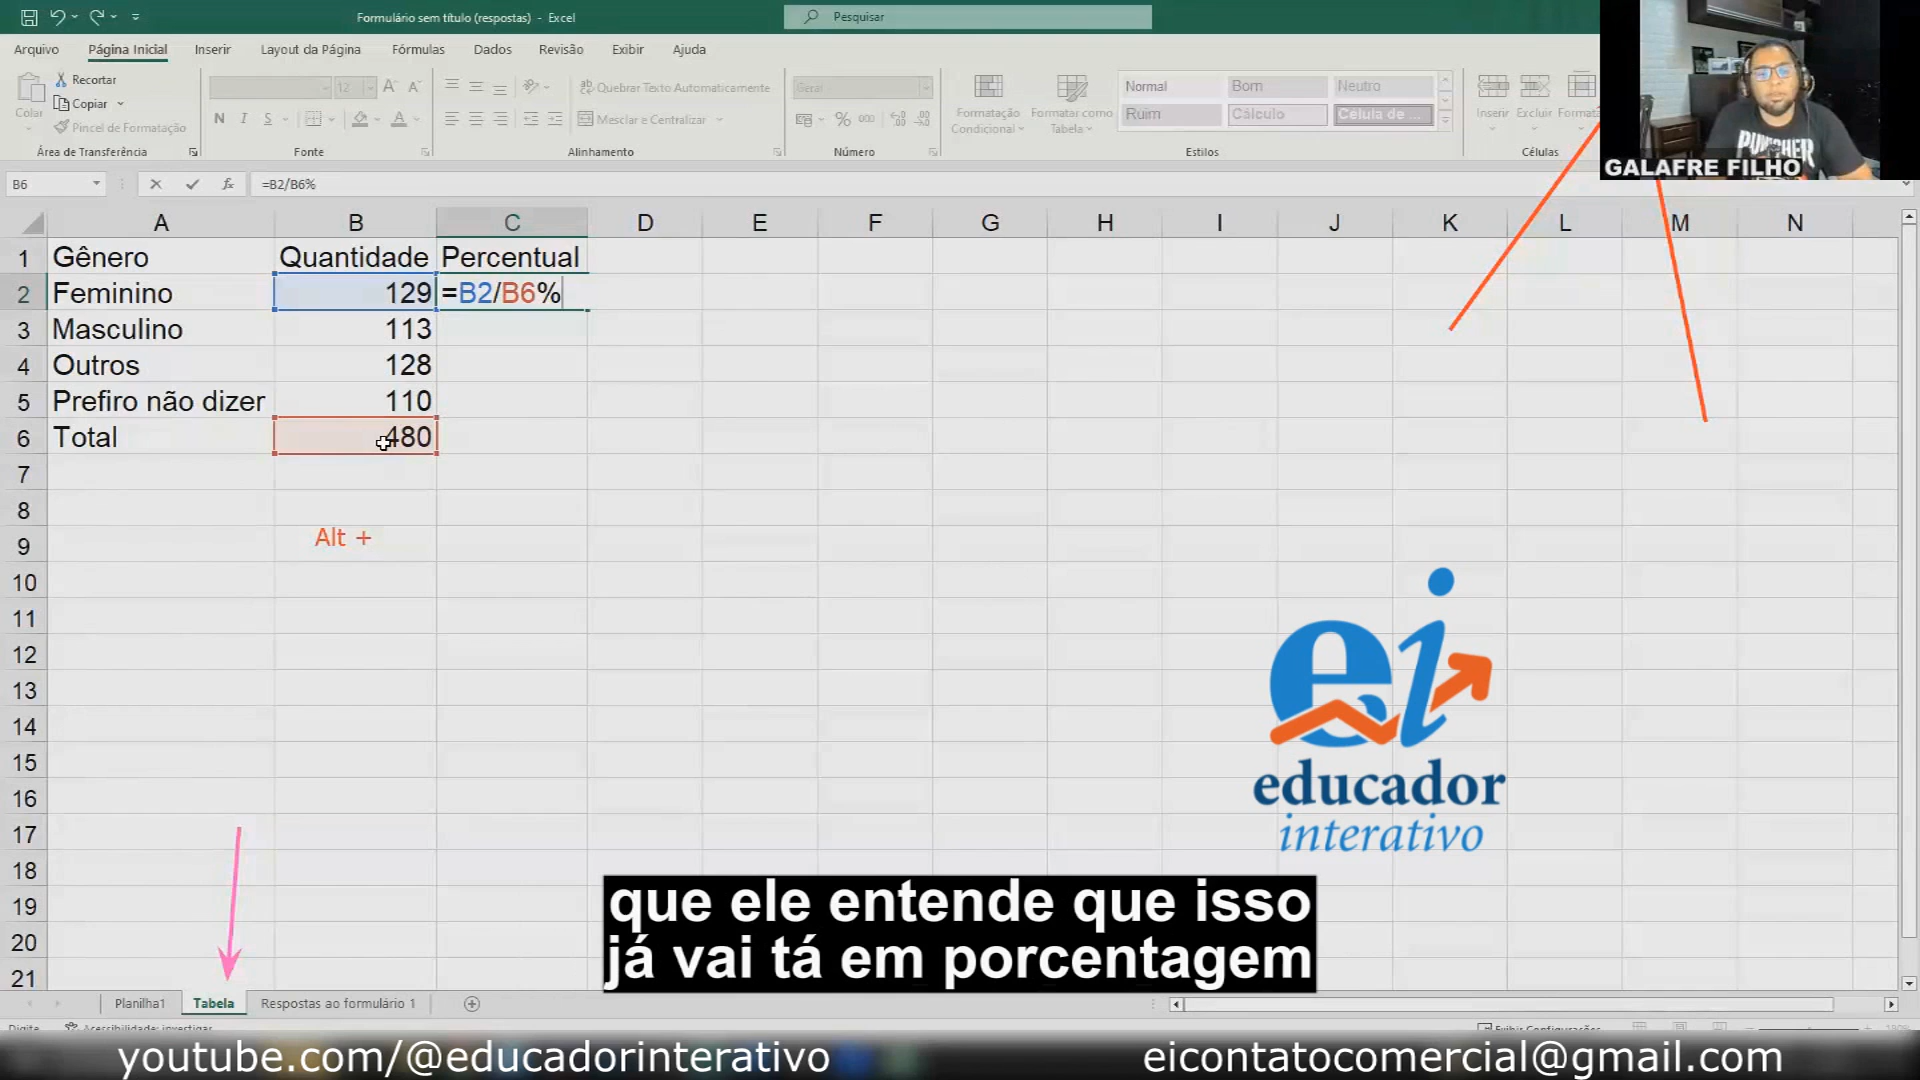 Formulário sem título (respostas) - Excel
Pesquisar
Arquivo Página Inicial Inserir Layout da Página Fórmulas Dados Revisão Exibir Ajuda
Recortar
Copiar
Pincel de Formatação
Colar
Área de Transferência
12
N I S
Fonte
Quebrar Texto Automaticamente
Mesclar e Centralizar
Alinhamento
Geral
Número
Formatação Condicional
Formatar como Tabela
Normal Bom Neutro
Ruim Cálculo Célula de ...
Estilos
Inserir Excluir
Células
PUNISHER
GALAFRE FILHO
B6 =B2/B6%
A B C D E F G H I J K L M N
1 Gênero Quantidade Percentual
2 Feminino 129 =B2/B6%
3 Masculino 113
4 Outros 128
5 Prefiro não dizer 110
6 Total 480
7
8
9 Alt +
10
11
12
13
14
15
16
17
18
19
20
21
ei
educador
interativo
que ele entende que isso
já vai tá em porcentagem
Planilha1 Tabela Respostas ao formulário 1
youtube.com/@educadorinterativo eicontatocomercial@gmail.com